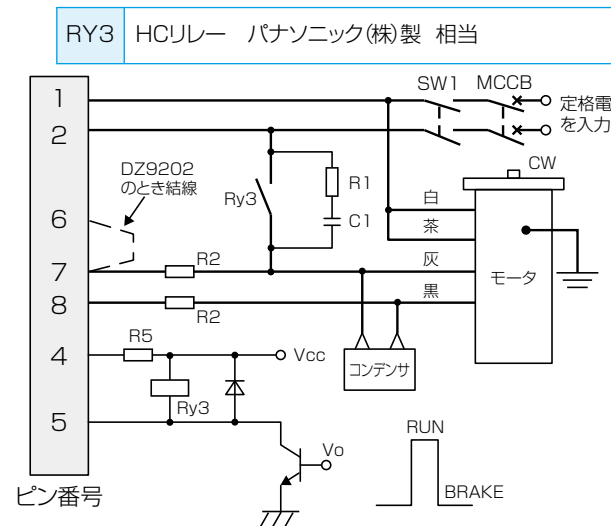 RY3 HCリレー パナソニック(株)製 相当
SW1 MCCB
定格電
を入力
1
2
6
7
8
4
5
DZ9202
のとき結線
Ry3
R1
C1
CW
白
茶
灰
黒
モータ
R2
R2
コンデンサ
R5
Vcc
Ry3
Vo
RUN
BRAKE
ピン番号